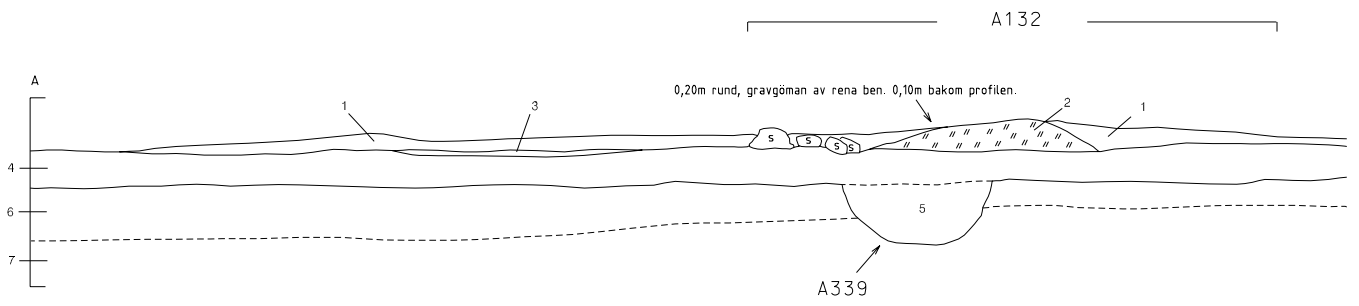 A132
A
0,20m rund, gravgöman av rena ben. 0,10m bakom profilen.
1 3 2 1
s s s s
4
5
6
7
A339